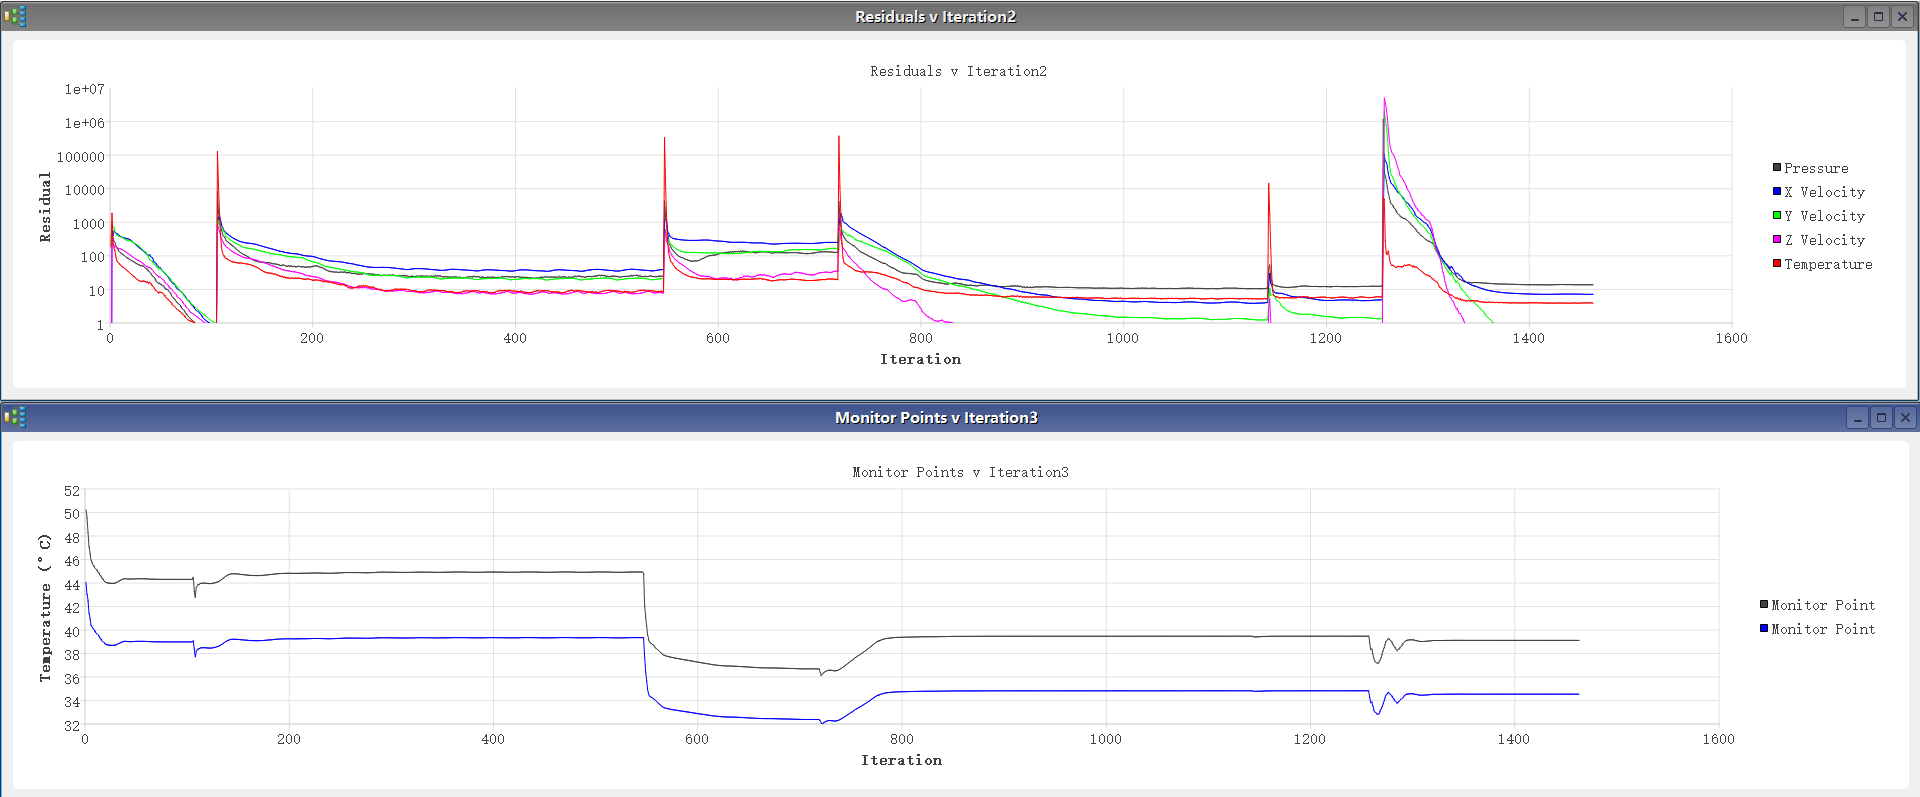 Residuals v Iteration2
Residuals v Iteration2
1e+07
1e+06
100000
10000
1000
100
10
1
Residual
0 200 400 600 800 1000 1200 1400 1600
Iteration
Pressure
X Velocity
Y Velocity
Z Velocity
Temperature
Monitor Points v Iteration3
Monitor Points v Iteration3
52
50
48
46
44
42
40
38
36
34
32
Temperature (°C)
0 200 400 600 800 1000 1200 1400 1600
Iteration
Monitor Point
Monitor Point